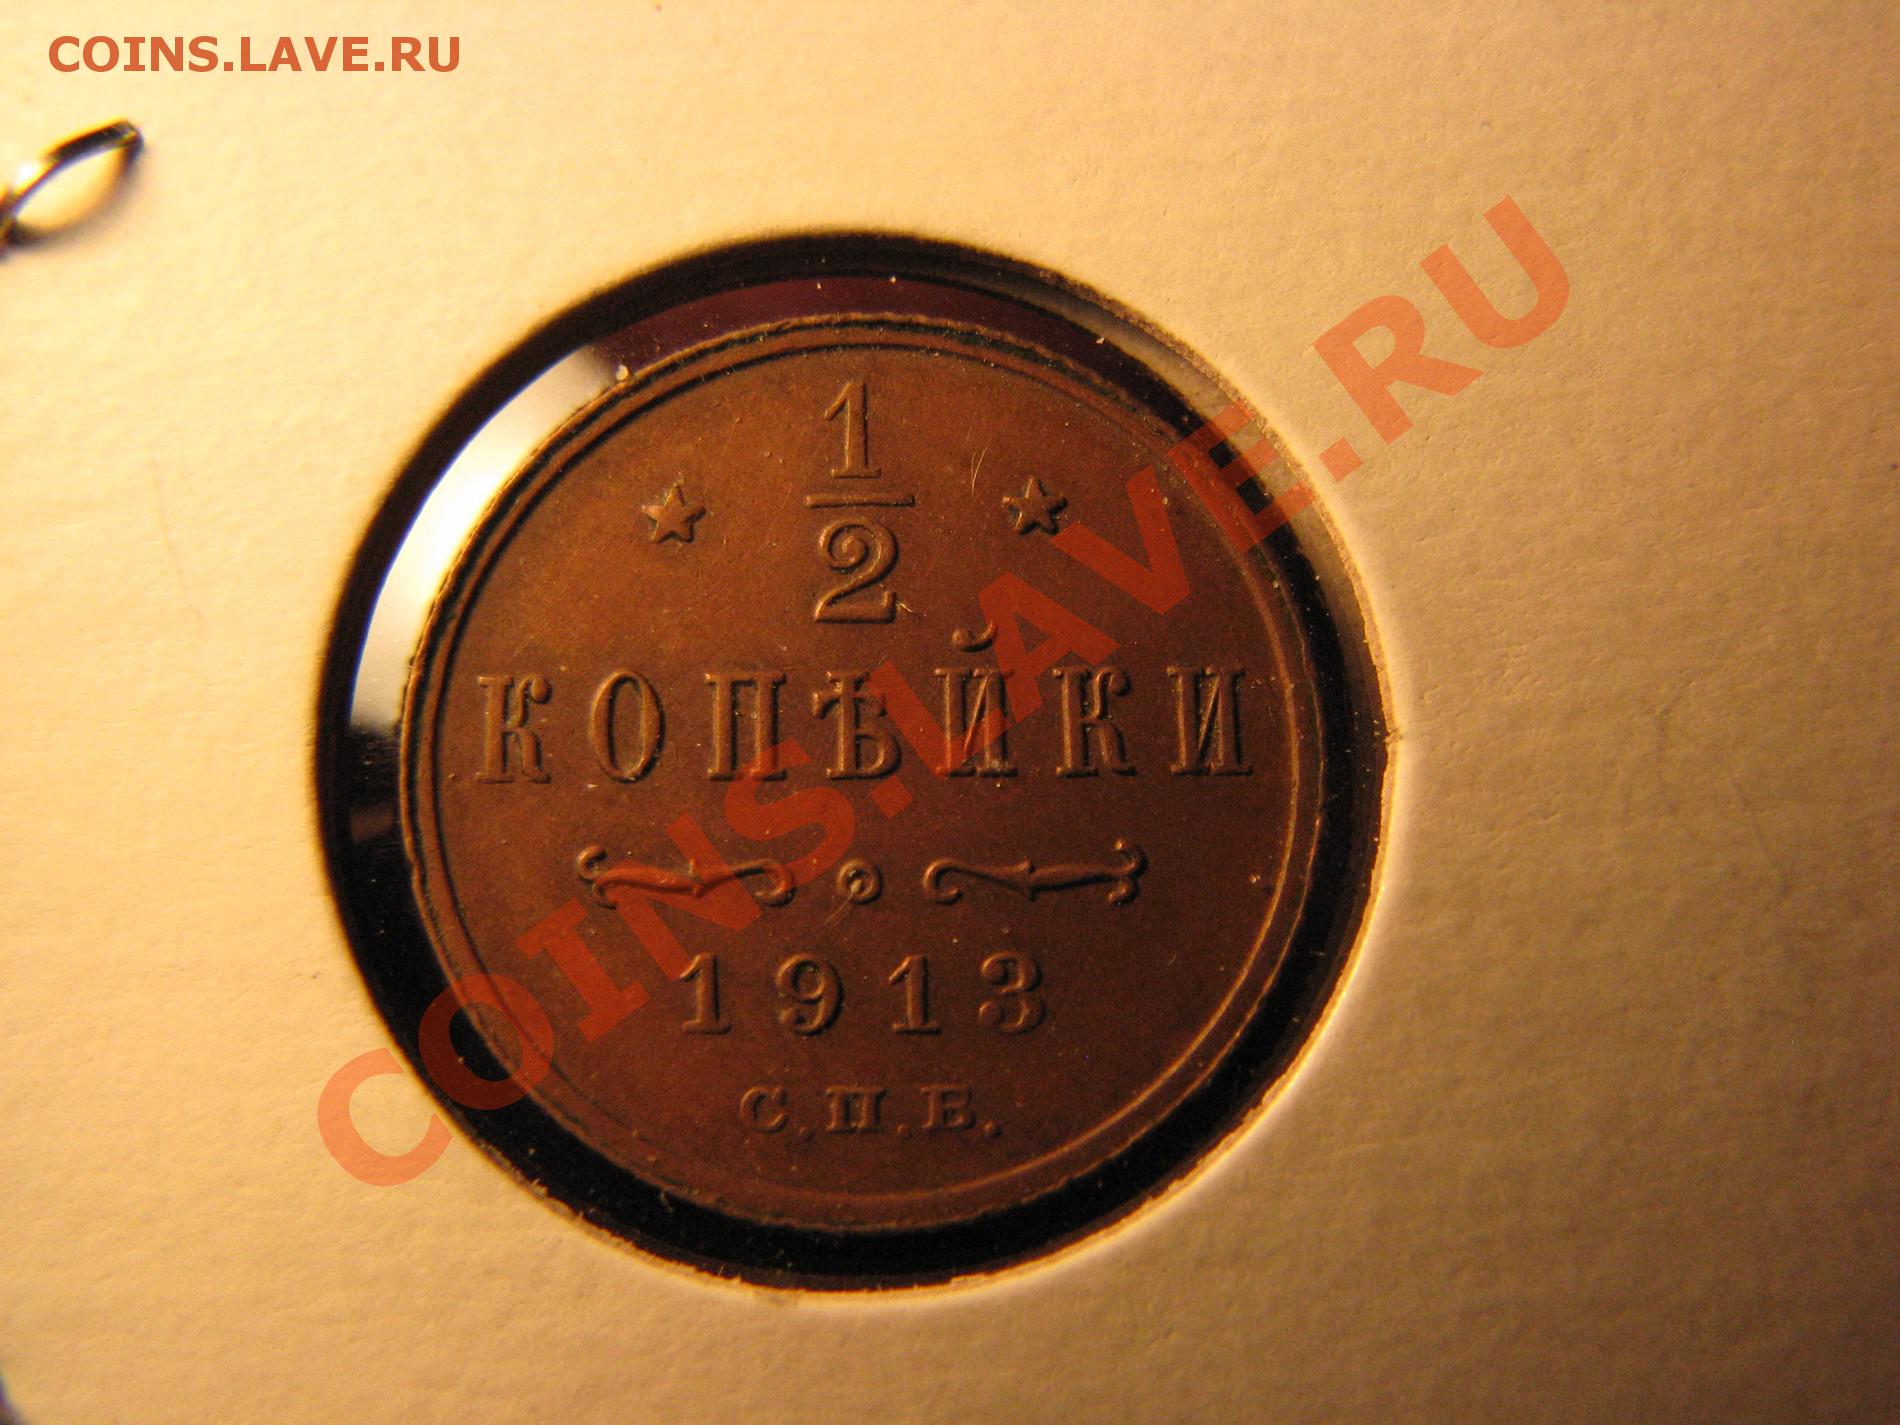 COINS.LAVE.RU
1
2
КОПѢЙКИ
1913
С.П.Б.
COINS.LAVE.RU